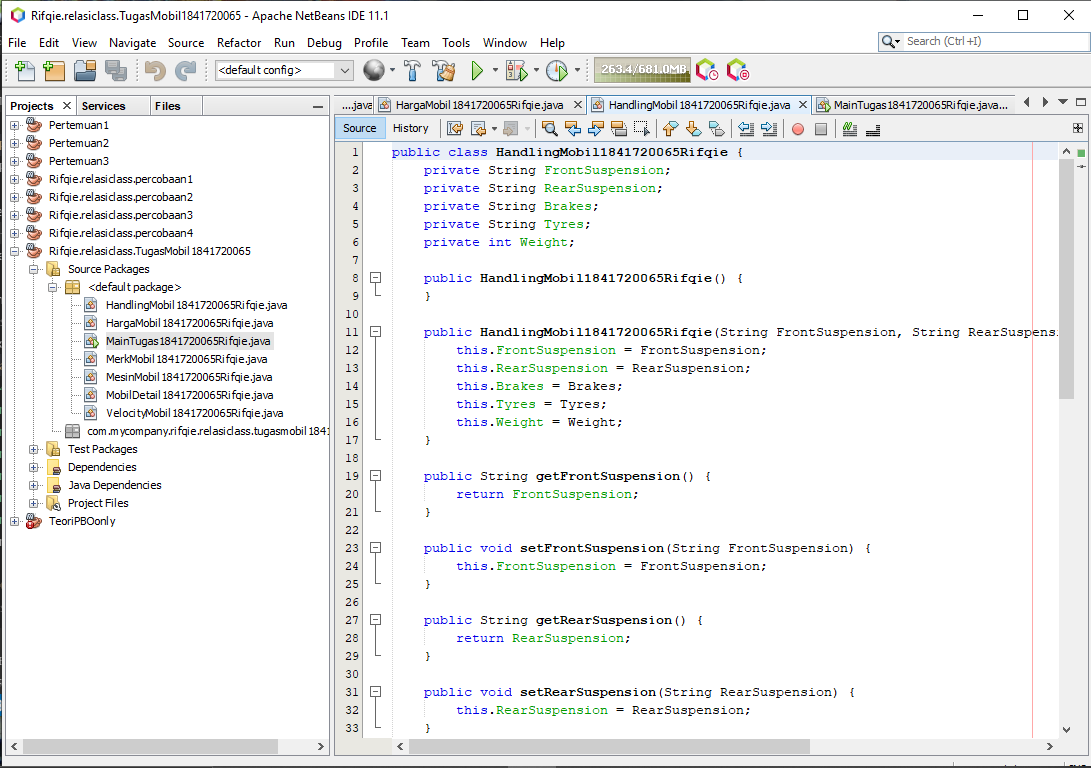 Rifqie.relasiclass.TugasMobil1841720065 - Apache NetBeans IDE 11.1
File Edit View Navigate Source Refactor Run Debug Profile Team Tools Window Help
Search (Ctrl+I)
<default config>
263.4/681.0MB
Projects Services Files
Pertemuan1
Pertemuan2
Pertemuan3
Rifqie.relasiclass.percobaan1
Rifqie.relasiclass.percobaan2
Rifqie.relasiclass.percobaan3
Rifqie.relasiclass.percobaan4
Rifqie.relasiclass.TugasMobil1841720065
Source Packages
<default package>
HandlingMobil1841720065Rifqie.java
HargaMobil1841720065Rifqie.java
MainTugas1841720065Rifqie.java
MerkMobil1841720065Rifqie.java
MesinMobil1841720065Rifqie.java
MobilDetail1841720065Rifqie.java
VelocityMobil1841720065Rifqie.java
com.mycompany.rifqie.relasiclass.tugasmobil1841
Test Packages
Dependencies
Java Dependencies
Project Files
TeoriPBOonly
...java HargaMobil1841720065Rifqie.java HandlingMobil1841720065Rifqie.java MainTugas1841720065Rifqie.java...
Source History
1 public class HandlingMobil1841720065Rifqie {
2 private String FrontSuspension;
3 private String RearSuspension;
4 private String Brakes;
5 private String Tyres;
6 private int Weight;
7
8 public HandlingMobil1841720065Rifqie() {
9 }
10
11 public HandlingMobil1841720065Rifqie(String FrontSuspension, String RearSuspens
12 this.FrontSuspension = FrontSuspension;
13 this.RearSuspension = RearSuspension;
14 this.Brakes = Brakes;
15 this.Tyres = Tyres;
16 this.Weight = Weight;
17 }
18
19 public String getFrontSuspension() {
20 return FrontSuspension;
21 }
22
23 public void setFrontSuspension(String FrontSuspension) {
24 this.FrontSuspension = FrontSuspension;
25 }
26
27 public String getRearSuspension() {
28 return RearSuspension;
29 }
30
31 public void setRearSuspension(String RearSuspension) {
32 this.RearSuspension = RearSuspension;
33 }